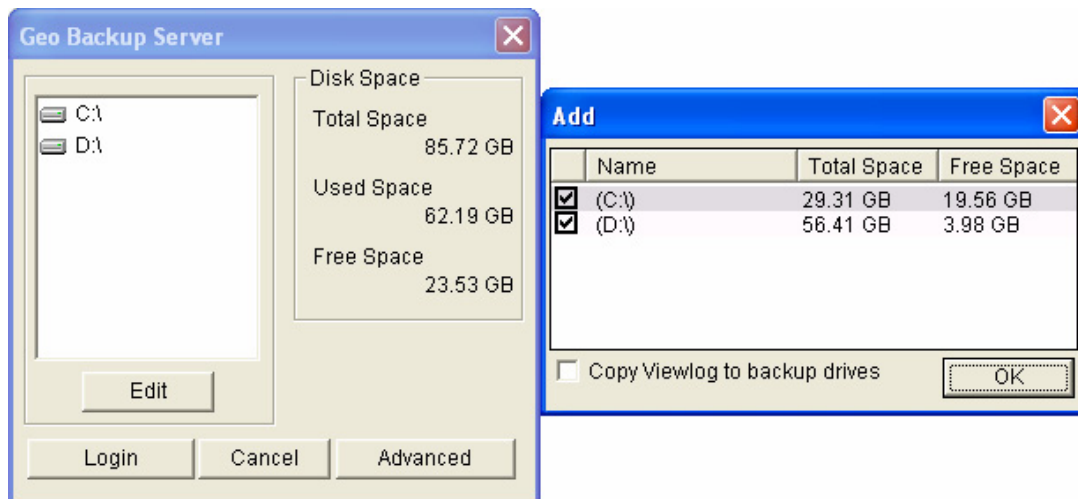 Geo Backup Server
C:\
D:\
Disk Space
Total Space
85.72 GB
Used Space
62.19 GB
Free Space
23.53 GB
Edit
Login Cancel Advanced
Add
Name Total Space Free Space
(C:\) 29.31 GB 19.56 GB
(D:\) 56.41 GB 3.98 GB
Copy Viewlog to backup drives OK